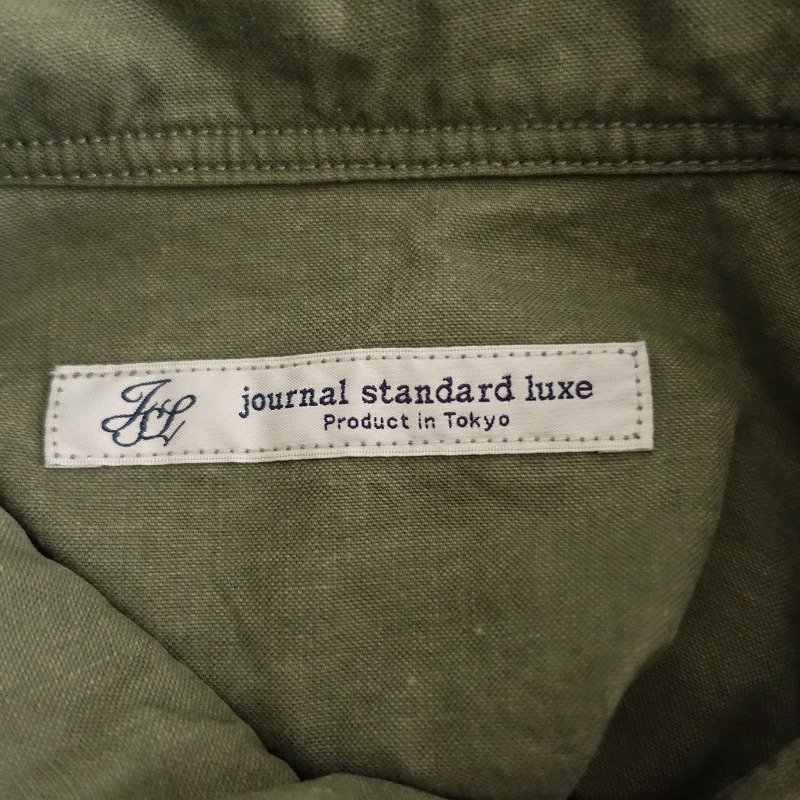 JSL
journal standard luxe
Product in Tokyo